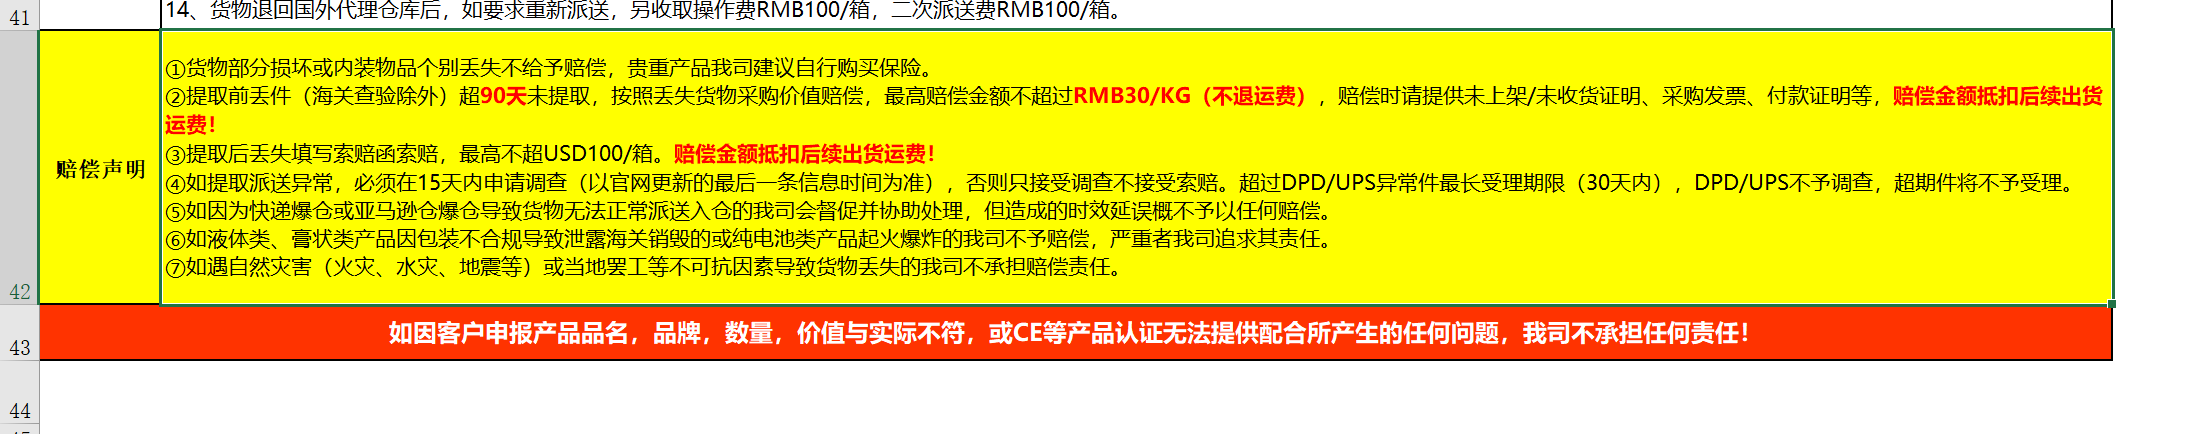 41
14、货物退回国外代理仓库后，如要求重新派送，另收取操作费RMB100/箱，二次派送费RMB100/箱。
赔偿声明
①货物部分损坏或内装物品个别丢失不给予赔偿，贵重产品我司建议自行购买保险。
②提取前丢件（海关查验除外）超90天未提取，按照丢失货物采购价值赔偿，最高赔偿金额不超过RMB30/KG（不退运费），赔偿时请提供未上架/未收货证明、采购发票、付款证明等，赔偿金额抵扣后续出货
运费！
③提取后丢失填写索赔函索赔，最高不超USD100/箱。赔偿金额抵扣后续出货运费！
④如提取派送异常，必须在15天内申请调查（以官网更新的最后一条信息时间为准），否则只接受调查不接受索赔。超过DPD/UPS异常件最长受理期限（30天内），DPD/UPS不予调查，超期件将不予受理。
⑤如因为快递爆仓或亚马逊仓爆仓导致货物无法正常派送入仓的我司会督促并协助处理，但造成的时效延误概不予以任何赔偿。
⑥如液体类、膏状类产品因包装不合规导致泄露海关销毁的或纯电池类产品起火爆炸的我司不予赔偿，严重者我司追求其责任。
⑦如遇自然灾害（火灾、水灾、地震等）或当地罢工等不可抗因素导致货物丢失的我司不承担赔偿责任。
42
43
如因客户申报产品品名，品牌，数量，价值与实际不符，或CE等产品认证无法提供配合所产生的任何问题，我司不承担任何责任！
44